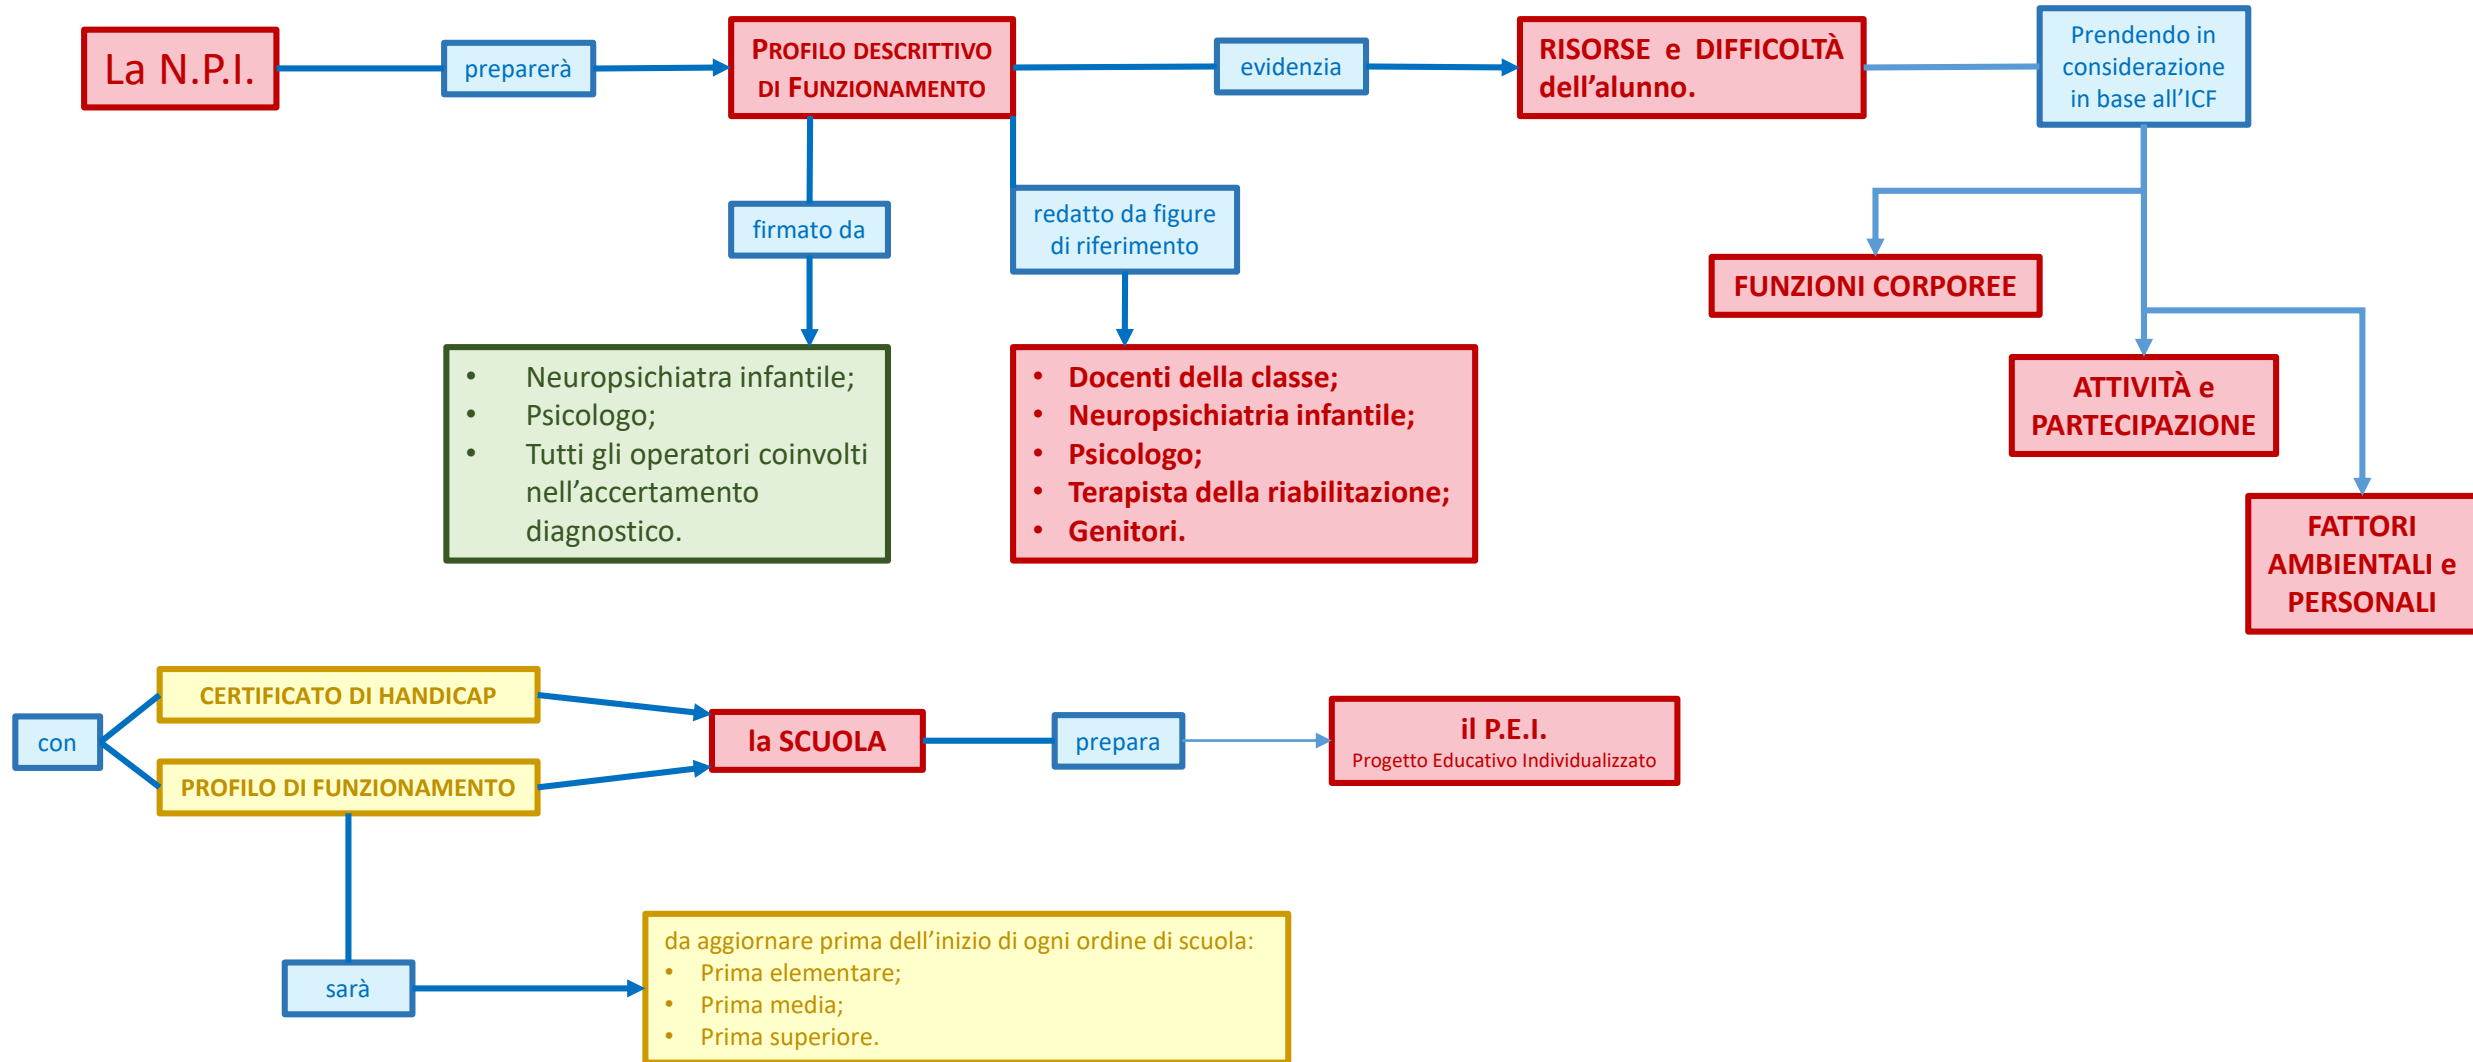 La N.P.I.
preparerà
PROFILO DESCRITTIVO
DI FUNZIONAMENTO
evidenzia
RISORSE e DIFFICOLTÀ
dell’alunno.
Prendendo in
considerazione
in base all’ICF
firmato da
redatto da figure
di riferimento
FUNZIONI CORPOREE
ATTIVITÀ e
PARTECIPAZIONE
FATTORI
AMBIENTALI e
PERSONALI
• Neuropsichiatra infantile;
• Psicologo;
• Tutti gli operatori coinvolti
nell’accertamento
diagnostico.
• Docenti della classe;
• Neuropsichiatria infantile;
• Psicologo;
• Terapista della riabilitazione;
• Genitori.
con
CERTIFICATO DI HANDICAP
PROFILO DI FUNZIONAMENTO
la SCUOLA
prepara
il P.E.I.
Progetto Educativo Individualizzato
sarà
da aggiornare prima dell’inizio di ogni ordine di scuola:
• Prima elementare;
• Prima media;
• Prima superiore.